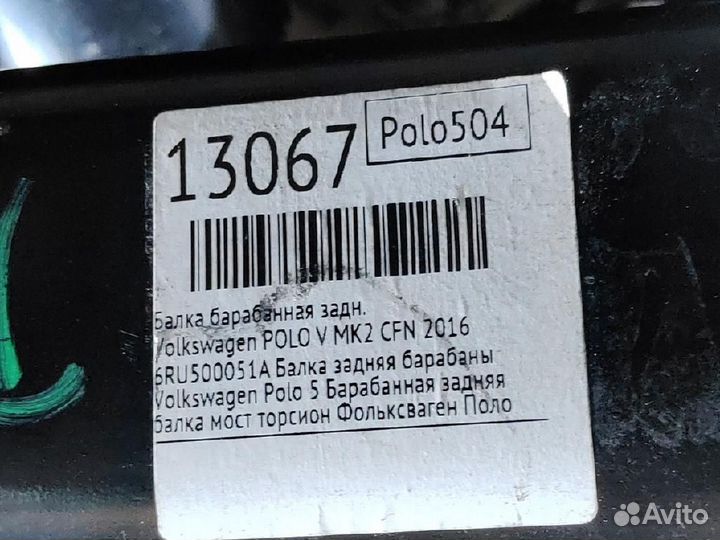 13067
Polo504
Балка барабанная задн.
Volkswagen POLO V MK2 CFN 2016
6RU500051A Балка задняя барабаны
Volkswagen Polo 5 Барабанная задняя
балка мост торсион Фольксваген Поло
Avito